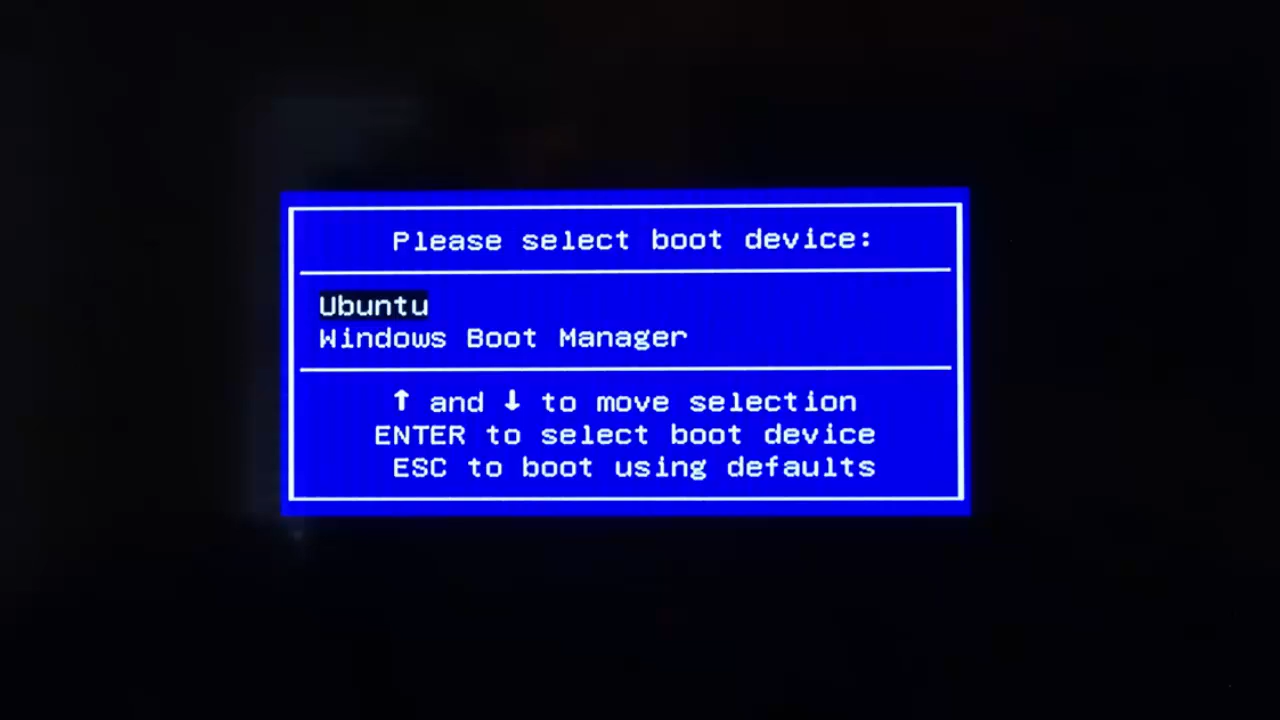 Please select boot device:
Ubuntu
Windows Boot Manager
↑ and ↓ to move selection
ENTER to select boot device
ESC to boot using defaults